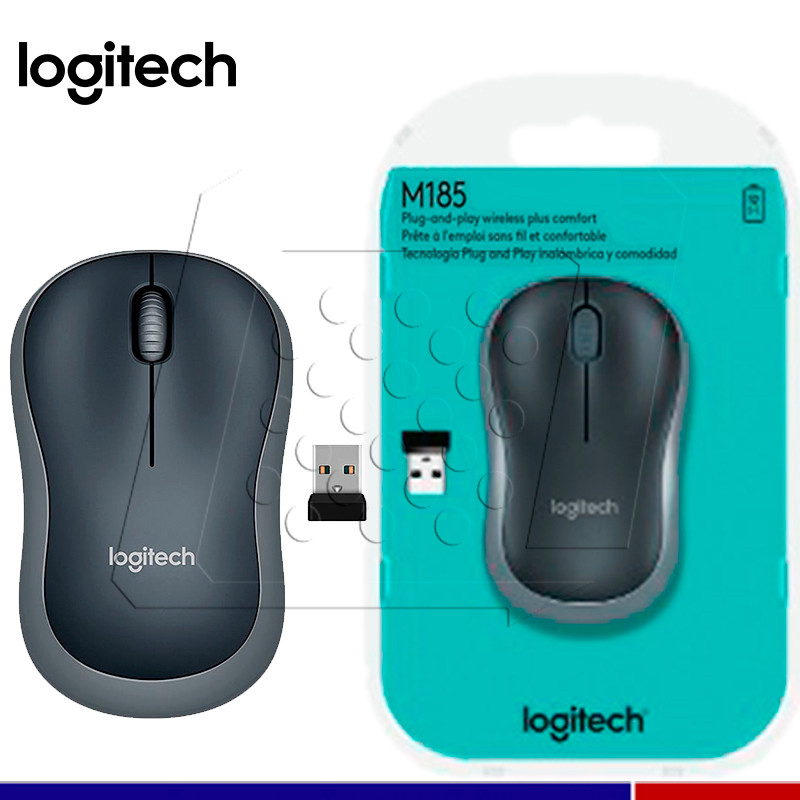 logitech
M185
Plug-and-play wireless plus comfort
Prête à l'emploi sans fil et confortable
Tecnología Plug and Play inalámbrica y comodidad
logitech
logitech
logitech